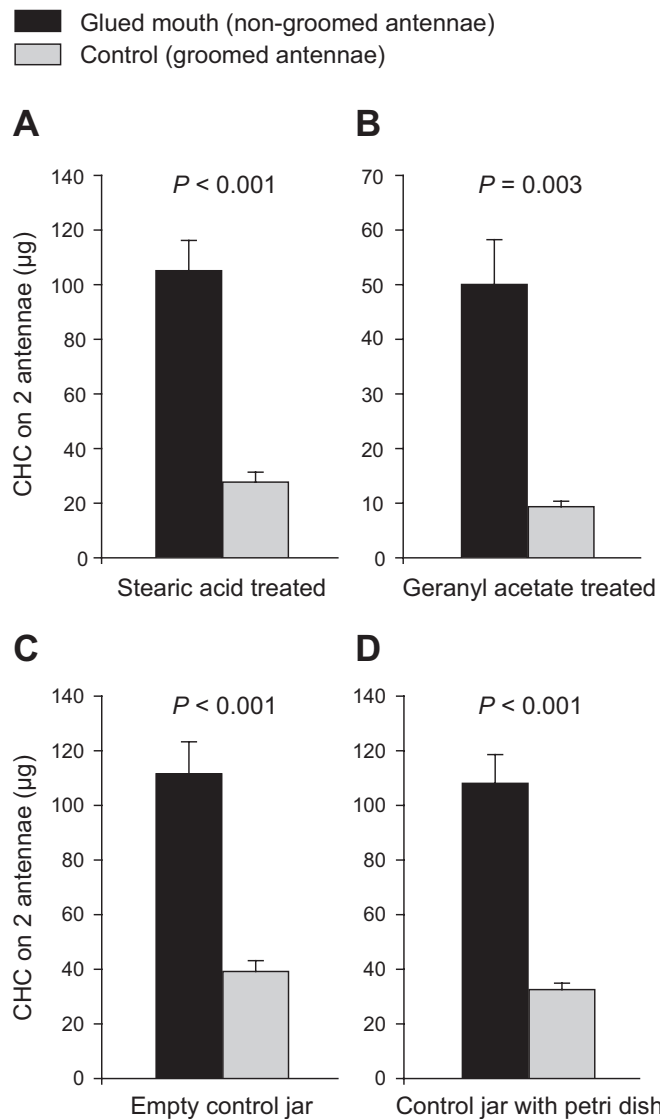 Glued mouth (non-groomed antennae)
Control (groomed antennae)
A
B
P < 0.001
P = 0.003
140
120
100
80
60
40
20
0
CHC on 2 antennae (µg)
70
60
50
40
30
20
10
0
Stearic acid treated
Geranyl acetate treated
C
D
P < 0.001
P < 0.001
140
120
100
80
60
40
20
0
CHC on 2 antennae (µg)
140
120
100
80
60
40
20
0
Empty control jar
Control jar with petri dish